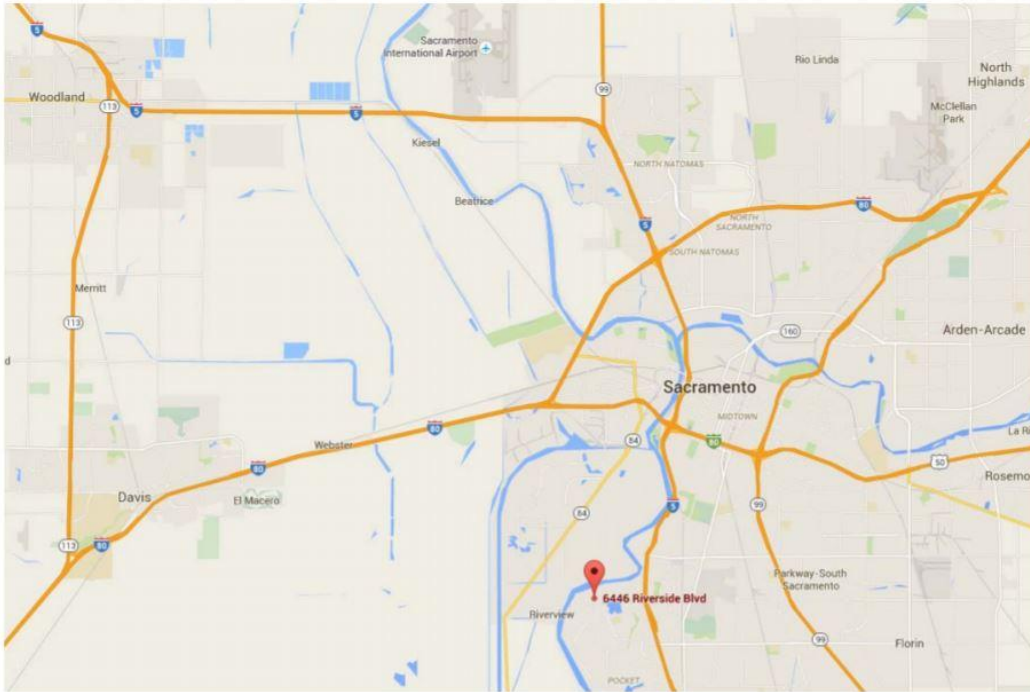 5
Sacramento
International Airport
99
Rio Linda
North
Highlands
Woodland
113
5
5
McClellan
Park
Kiesel
NORTH NATOMAS
Beatrice
80
NORTH
SACRAMENTO
5
SOUTH NATOMAS
Merritt
113
160
Arden-Arcade
d
Sacramento
MIDTOWN
80
84
80
La Ri
Webster
50
80
Rosemo
Davis
El Macero
99
5
84
113
80
6446 Riverside Blvd
Parkway-South
Sacramento
Riverview
99
Florin
POCKET